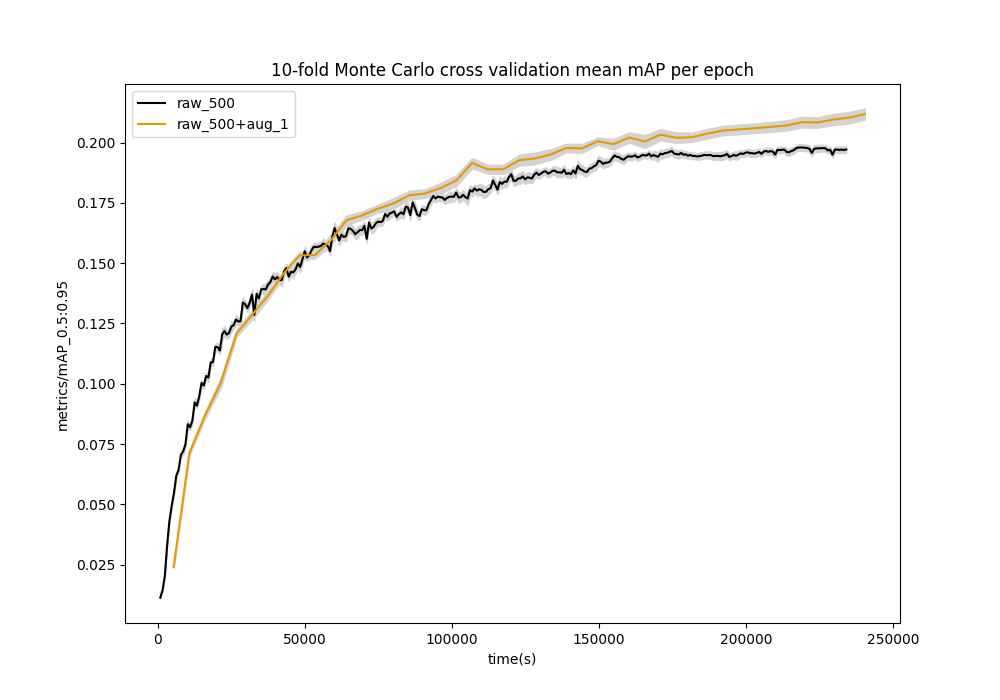 10-fold Monte Carlo cross validation mean mAP per epoch
raw_500
raw_500+aug_1
metrics/mAP_0.5:0.95
0.200
0.175
0.150
0.125
0.100
0.075
0.050
0.025
0
50000
100000
150000
200000
250000
time(s)